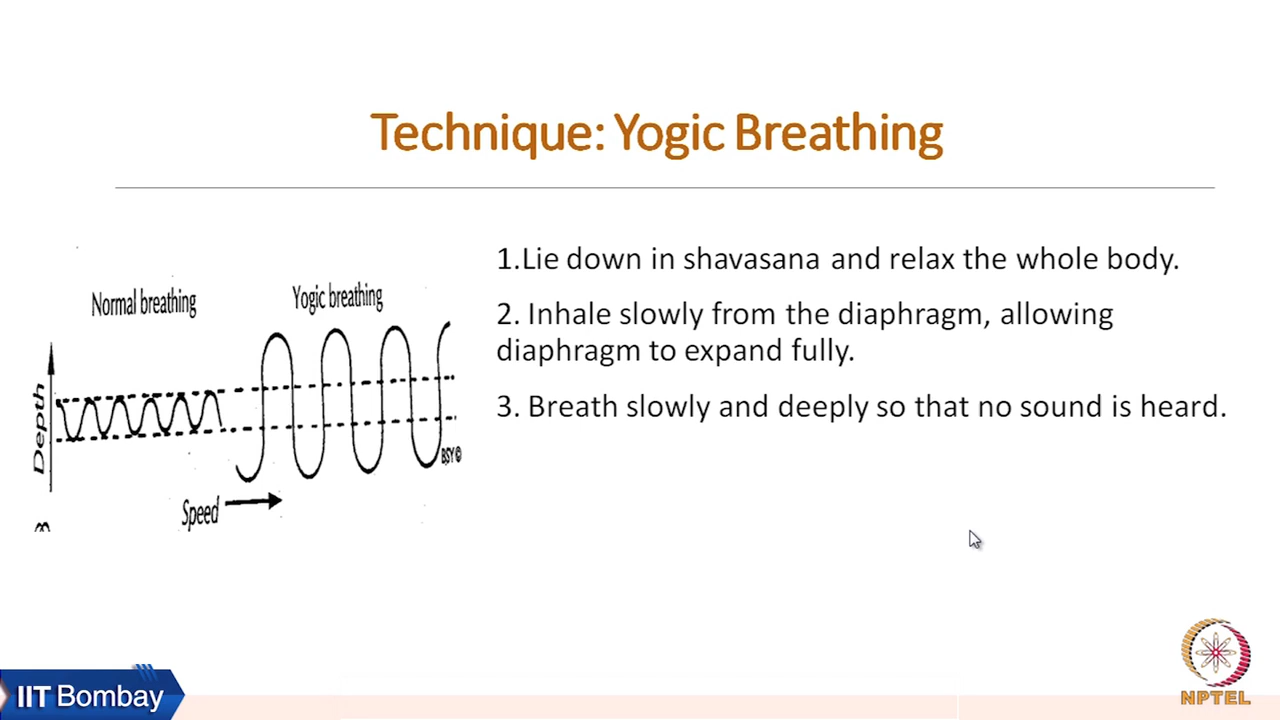 Technique: Yogic Breathing
Normal breathing
Yogic breathing
Depth
BSY©
Speed
1.Lie down in shavasana and relax the whole body.
2. Inhale slowly from the diaphragm, allowing
diaphragm to expand fully.
3. Breath slowly and deeply so that no sound is heard.
IIT Bombay
NPTEL